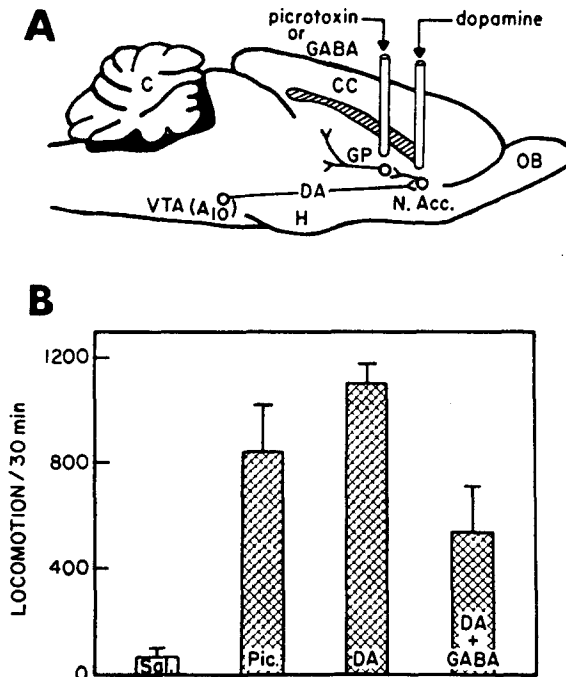 A
picrotoxin
or
GABA
dopamine
C
CC
GP
OB
DA
N. Acc.
VTA (A10)
H
B
1200
800
400
0
LOCOMOTION / 30 min
Sal.
Pic.
DA
DA
+
GABA